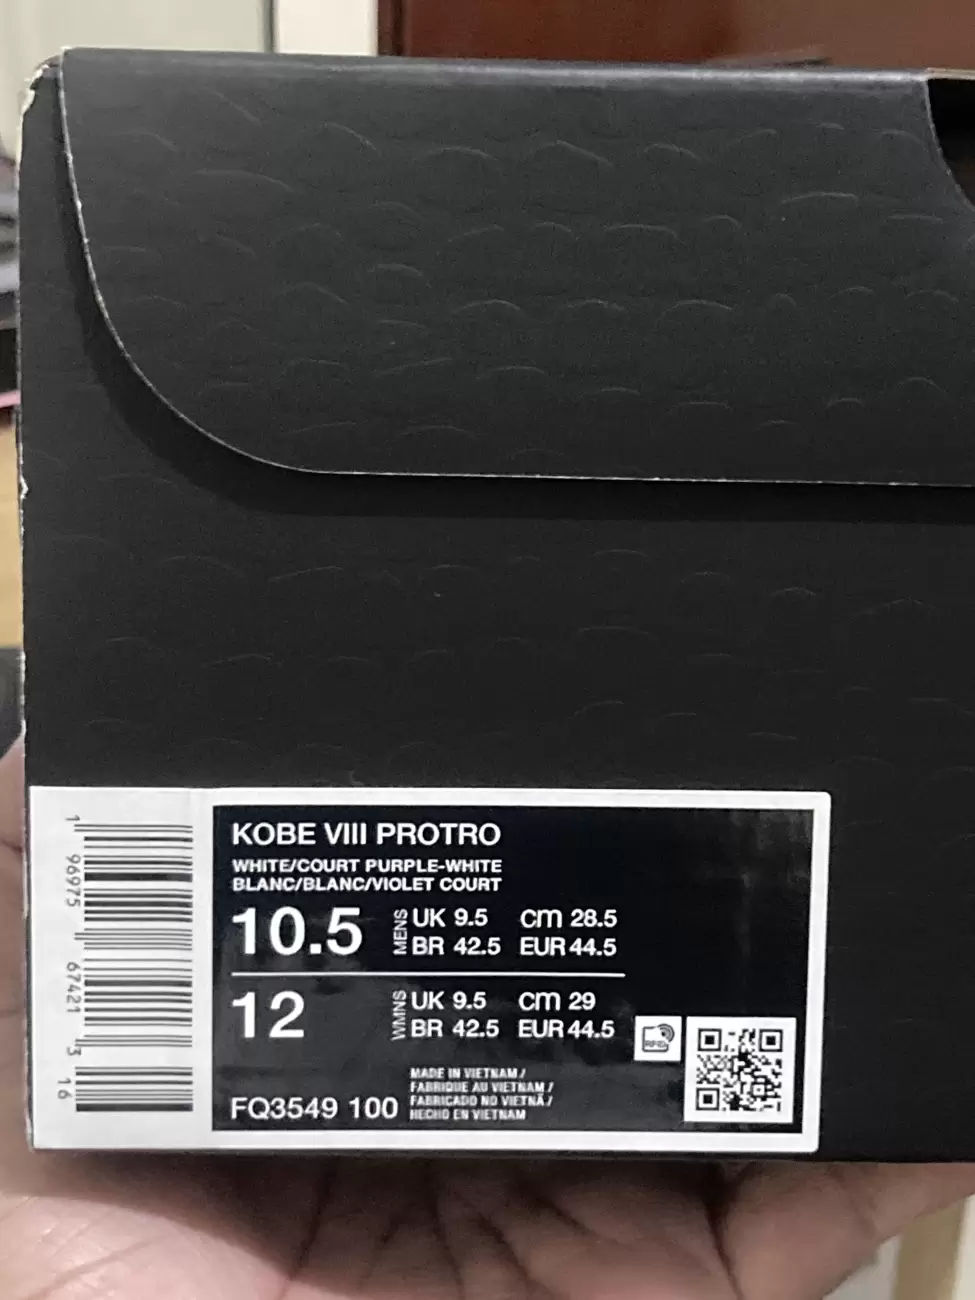 KOBE VIII PROTRO
WHITE/COURT PURPLE-WHITE
BLANC/BLANC/VIOLET COURT
10.5 MENS UK 9.5 CM 28.5
BR 42.5 EUR 44.5
12 WMNS UK 9.5 CM 29
BR 42.5 EUR 44.5
RFID
MADE IN VIETNAM /
FABRIQUE AU VIETNAM /
FABRICADO NO VIETNÃ /
HECHO EN VIETNAM
FQ3549 100
1 96975 67421 3 16